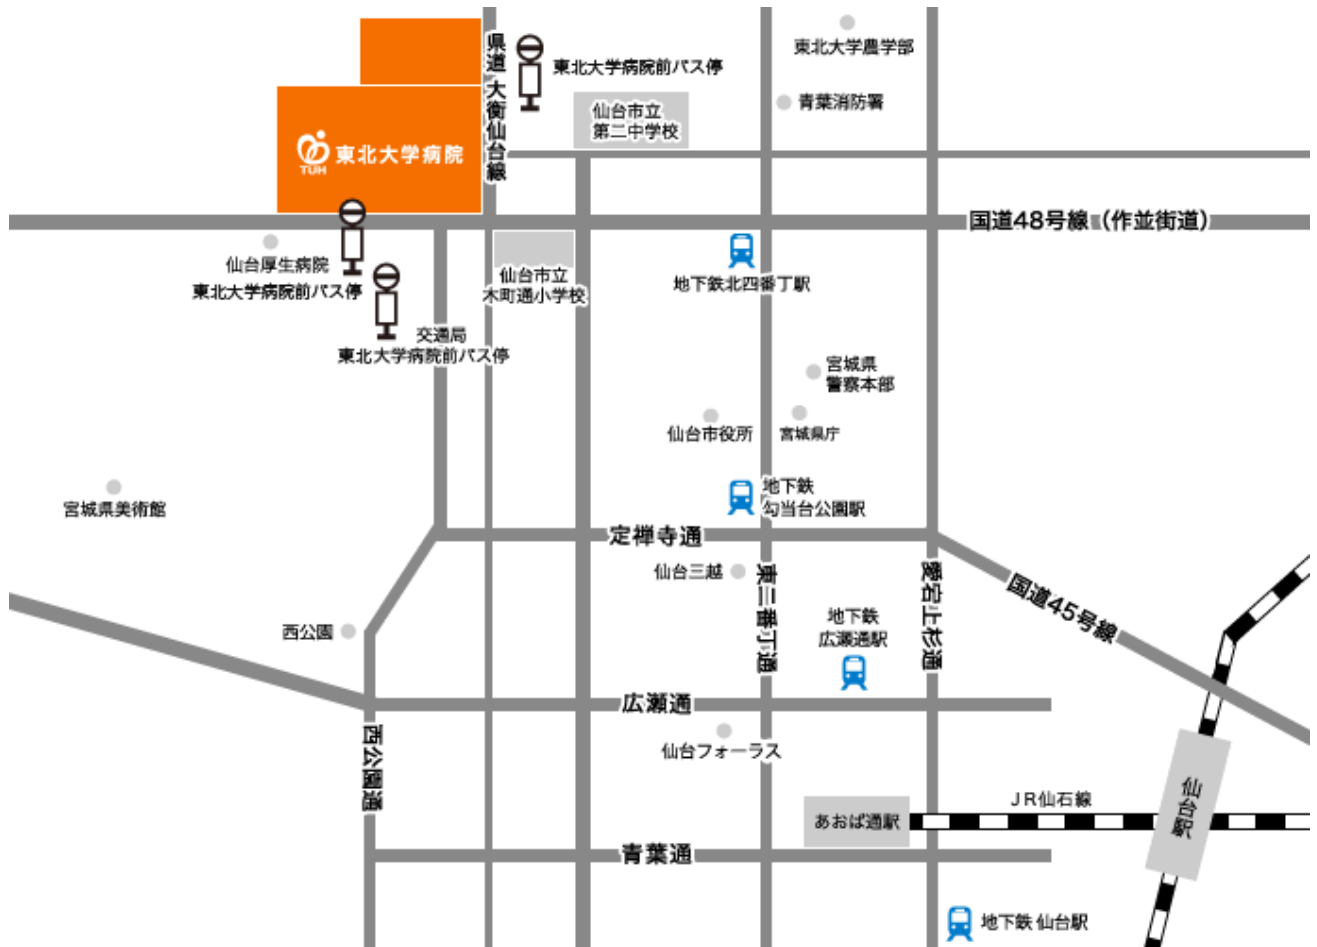 県道 大衡仙台線
東北大学病院前バス停
東北大学農学部
青葉消防署
仙台市立
第二中学校
TUH
東北大学病院
国道48号線（作並街道）
仙台厚生病院
東北大学病院前バス停
仙台市立
木町通小学校
地下鉄北四番丁駅
交通局
東北大学病院前バス停
宮城県
警察本部
仙台市役所
宮城県庁
宮城県美術館
地下鉄
勾当台公園駅
定禅寺通
仙台三越
東二番丁通
愛宕上杉通
国道45号線
地下鉄
広瀬通駅
西公園
広瀬通
西公園通
仙台フォーラス
JR仙石線
あおば通駅
仙台駅
青葉通
地下鉄 仙台駅